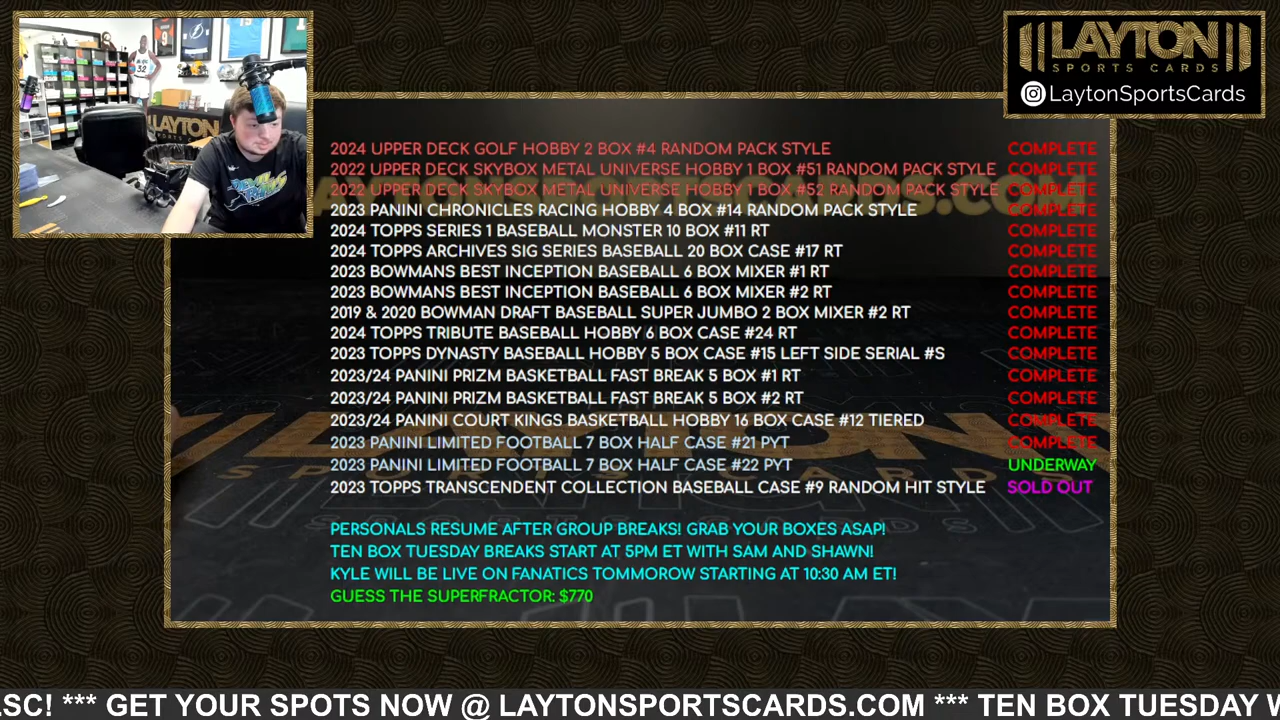 LAYTON
SPORTS CARDS
LaytonSportsCards
32
LAYTON
2024 UPPER DECK GOLF HOBBY 2 BOX #4 RANDOM PACK STYLE COMPLETE
2022 UPPER DECK SKYBOX METAL UNIVERSE HOBBY 1 BOX #51 RANDOM PACK STYLE COMPLETE
2022 UPPER DECK SKYBOX METAL UNIVERSE HOBBY 1 BOX #52 RANDOM PACK STYLE COMPLETE
2023 PANINI CHRONICLES RACING HOBBY 4 BOX #14 RANDOM PACK STYLE COMPLETE
2024 TOPPS SERIES 1 BASEBALL MONSTER 10 BOX #11 RT COMPLETE
2024 TOPPS ARCHIVES SIG SERIES BASEBALL 20 BOX CASE #17 RT COMPLETE
2023 BOWMANS BEST INCEPTION BASEBALL 6 BOX MIXER #1 RT COMPLETE
2023 BOWMANS BEST INCEPTION BASEBALL 6 BOX MIXER #2 RT COMPLETE
2019 & 2020 BOWMAN DRAFT BASEBALL SUPER JUMBO 2 BOX MIXER #2 RT COMPLETE
2024 TOPPS TRIBUTE BASEBALL HOBBY 6 BOX CASE #24 RT COMPLETE
2023 TOPPS DYNASTY BASEBALL HOBBY 5 BOX CASE #15 LEFT SIDE SERIAL #S COMPLETE
2023/24 PANINI PRIZM BASKETBALL FAST BREAK 5 BOX #1 RT COMPLETE
2023/24 PANINI PRIZM BASKETBALL FAST BREAK 5 BOX #2 RT COMPLETE
2023/24 PANINI COURT KINGS BASKETBALL HOBBY 16 BOX CASE #12 TIERED COMPLETE
2023 PANINI LIMITED FOOTBALL 7 BOX HALF CASE #21 PYT COMPLETE
2023 PANINI LIMITED FOOTBALL 7 BOX HALF CASE #22 PYT UNDERWAY
2023 TOPPS TRANSCENDENT COLLECTION BASEBALL CASE #9 RANDOM HIT STYLE SOLD OUT
PERSONALS RESUME AFTER GROUP BREAKS! GRAB YOUR BOXES ASAP!
TEN BOX TUESDAY BREAKS START AT 5PM ET WITH SAM AND SHAWN!
KYLE WILL BE LIVE ON FANATICS TOMMOROW STARTING AT 10:30 AM ET!
GUESS THE SUPERFRACTOR: $770
LSC! *** GET YOUR SPOTS NOW @ LAYTONSPORTSCARDS.COM *** TEN BOX TUESDAY W